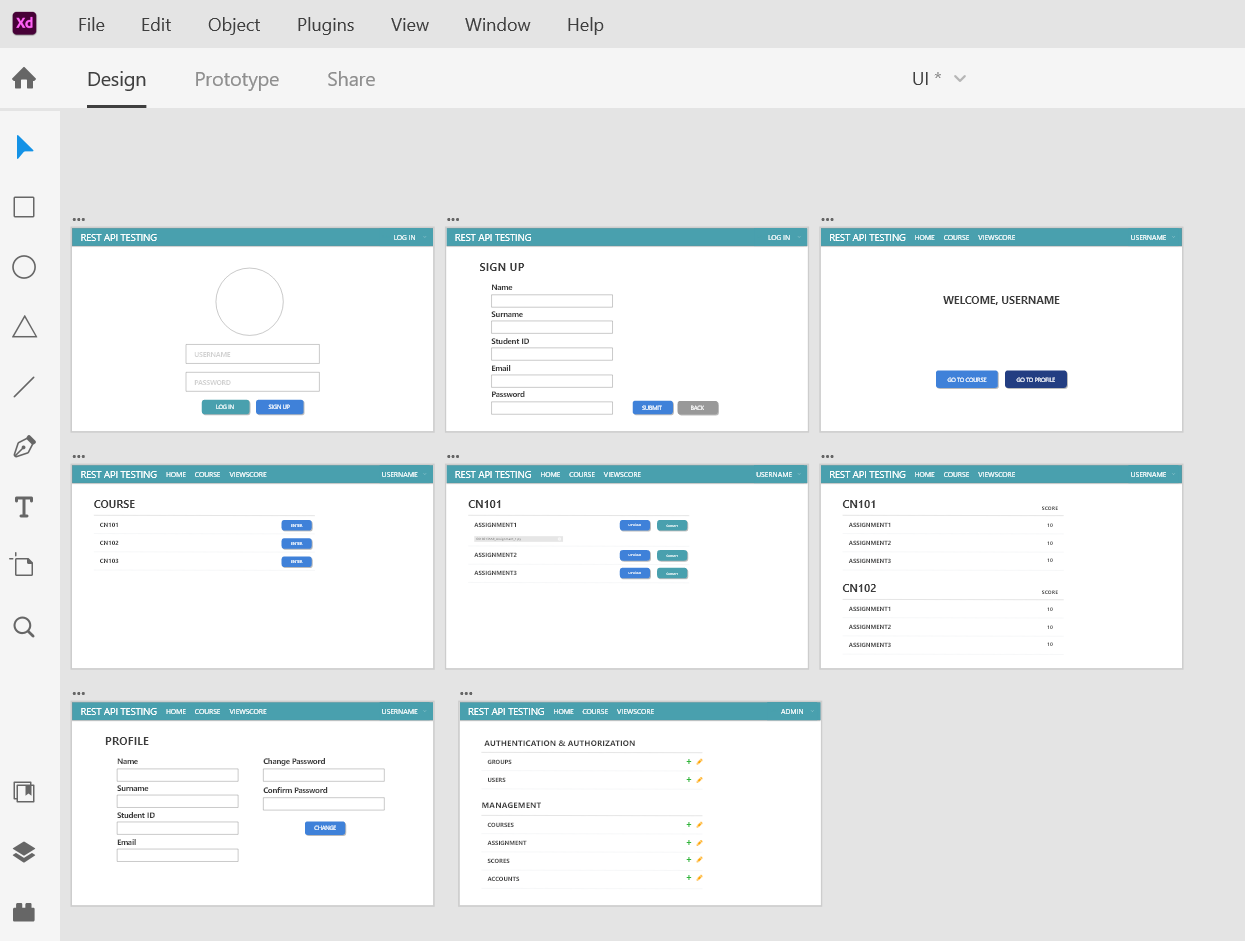 Xd File Edit Object Plugins View Window Help
Design Prototype Share UI *
REST API TESTING LOG IN
USERNAME
PASSWORD
LOG IN SIGN UP
REST API TESTING LOG IN
SIGN UP
Name
Surname
Student ID
Email
Password
SUBMIT BACK
REST API TESTING HOME COURSE VIEWSCORE USERNAME
WELCOME, USERNAME
GO TO COURSE GO TO PROFILE
REST API TESTING HOME COURSE VIEWSCORE USERNAME
COURSE
CN101 ENTER
CN102 ENTER
CN103 ENTER
REST API TESTING HOME COURSE VIEWSCORE USERNAME
CN101
ASSIGNMENT1
ASSIGNMENT2
ASSIGNMENT3
REST API TESTING HOME COURSE VIEWSCORE USERNAME
CN101 SCORE
ASSIGNMENT1 10
ASSIGNMENT2 10
ASSIGNMENT3 10
CN102 SCORE
ASSIGNMENT1 10
ASSIGNMENT2 10
ASSIGNMENT3 10
REST API TESTING HOME COURSE VIEWSCORE USERNAME
PROFILE
Name
Surname
Student ID
Email
Change Password
Confirm Password
CHANGE
REST API TESTING HOME COURSE VIEWSCORE ADMIN
AUTHENTICATION & AUTHORIZATION
GROUPS +
USERS +
MANAGEMENT
COURSES +
ASSIGNMENT +
SCORES +
ACCOUNTS +